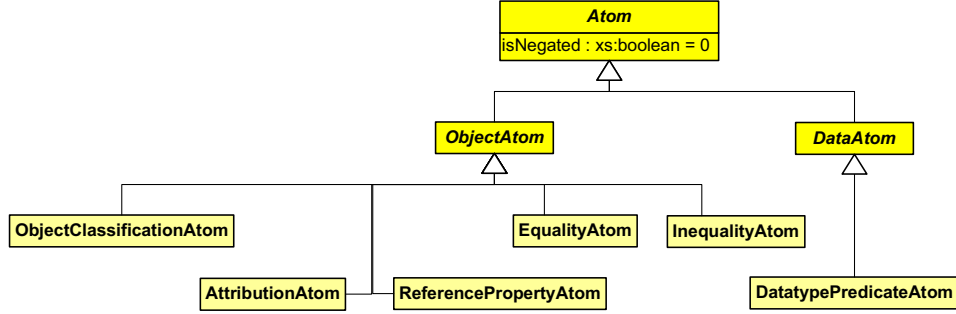 Atom
isNegated : xs:boolean = 0
ObjectAtom
DataAtom
ObjectClassificationAtom
EqualityAtom
InequalityAtom
AttributionAtom
ReferencePropertyAtom
DatatypePredicateAtom